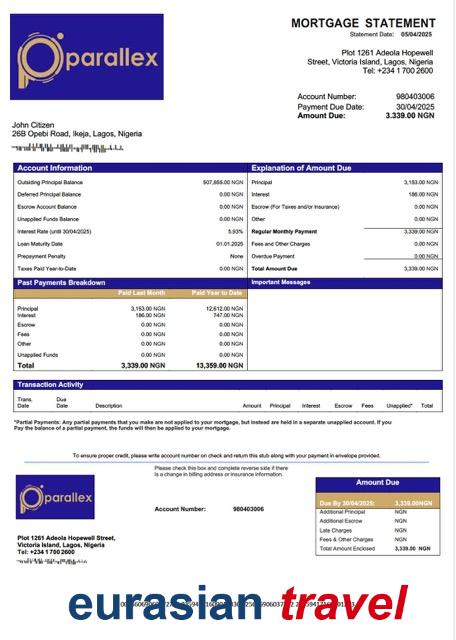 parallex
MORTGAGE STATEMENT
Statement Date: 05/04/2025
Plot 1261 Adeola Hopewell
Street, Victoria Island, Lagos, Nigeria
Tel: +234 1 700 2600
Account Number: 980403006
Payment Due Date: 30/04/2025
Amount Due: 3.339.00 NGN
John Citizen
26B Opebi Road, Ikeja, Lagos, Nigeria
Account Information
Outsiding Principal Balance 507,655.00 NGN
Deferred Principal Balance 0.00 NGN
Escrow Account Balance 0.00 NGN
Unapplied Funds Balance 0.00 NGN
Interest Rate (until 30/04/2025) 5.93%
Loan Maturity Date 01.01.2025
Prepayment Penalty None
Taxes Paid Year-to-Date 0.00 NGN
Explanation of Amount Due
Principal 3,153.00 NGN
Interest 186.00 NGN
Escrow (For Taxes and/or Insurance) 0.00 NGN
Other 0.00 NGN
Regular Monthly Payment 3,339.00 NGN
Fees and Other Charges 0.00 NGN
Overdue Payment 0.00 NGN
Total Amount Due 3,339.00 NGN
Past Payments Breakdown
Paid Last Month Paid Year to Date
Principal 3,153.00 NGN 12,612.00 NGN
Interest 186.00 NGN 747.00 NGN
Escrow 0.00 NGN 0.00 NGN
Fees 0.00 NGN 0.00 NGN
Other 0.00 NGN 0.00 NGN
Unapplied Funds 0.00 NGN 0.00 NGN
Total 3,339.00 NGN 13,359.00 NGN
Important Messages
Transaction Activity
Trans. Date Due Date Description Amount Principal Interest Escrow Fees Unapplied* Total
*Partial Payments: Any partial payments that you make are not applied to your mortgage, but instead are held in a separate unapplied account. If you
Pay the balance of a partial payment, the funds will then be applied to your mortgage.
To ensure proper credit, please write account number on check and return this stub along with your payment in envelope provided.
parallex
Please check this box and complete reverse side if there
is a change in billing address or insurance information.
Account Number: 980403006
Plot 1261 Adeola Hopewell Street,
Victoria Island, Lagos, Nigeria
Tel: +234 1 700 2600
Amount Due
Due By 30/04/2025: 3,339.00NGN
Additional Principal NGN
Additional Escrow NGN
Late Charges NGN
Fees & Other Charges NGN
Total Amount Enclosed 3,339.00 NGN
eurasian travel